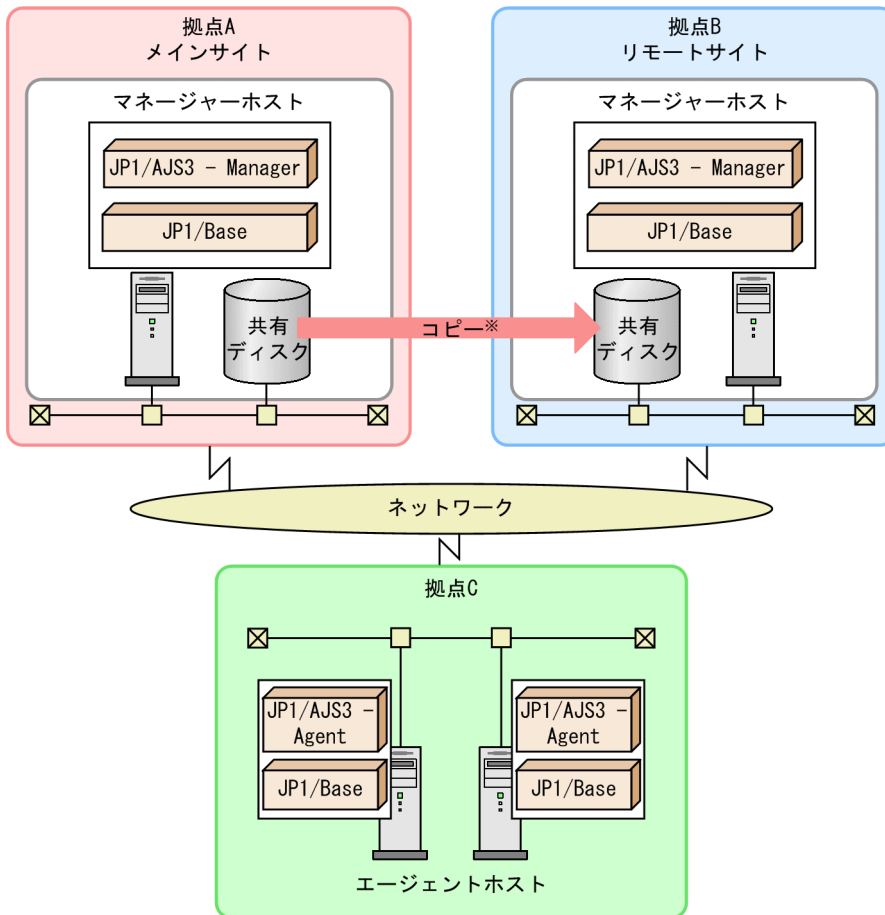 拠点A
メインサイト
マネージャーホスト
JP1/AJS3 - Manager
JP1/Base
共有
ディスク
コピー※
拠点B
リモートサイト
マネージャーホスト
JP1/AJS3 - Manager
JP1/Base
共有
ディスク
ネットワーク
拠点C
JP1/AJS3 -
Agent
JP1/Base
JP1/AJS3 -
Agent
JP1/Base
エージェントホスト